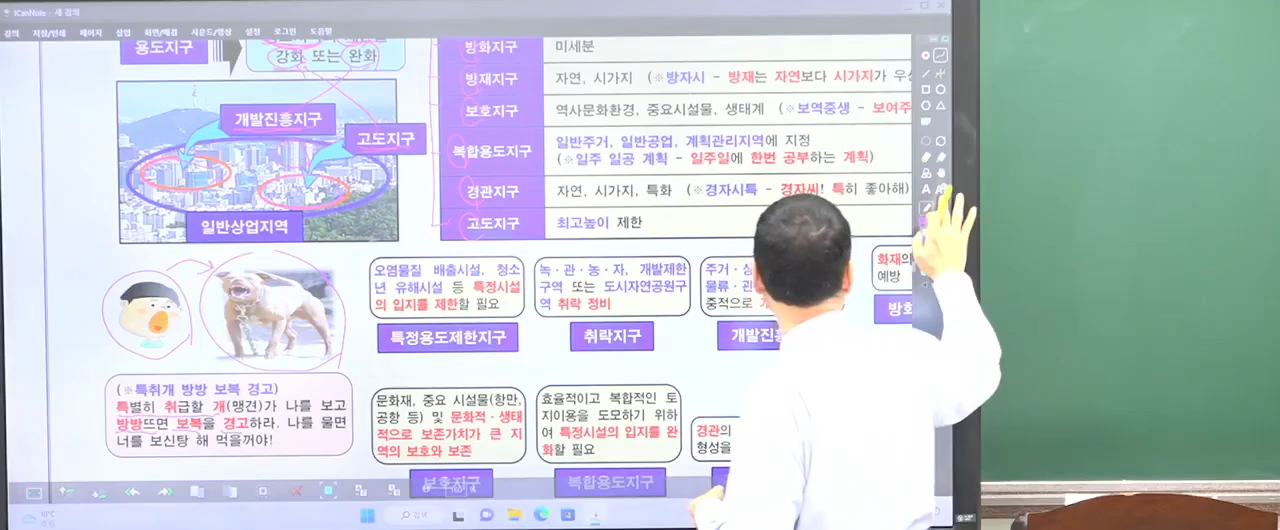 ICanNote - 새 강의
강의 저장/인쇄 페이지 삽입 화면/배경 사운드/영상 설정 로그인 도움말
용도지구
강화 또는 완화
개발진흥지구
고도지구
일반상업지역
방화지구 미세분
방재지구 자연, 시가지 (※방자시 - 방재는 자연보다 시가지가 우선
보호지구 역사문화환경, 중요시설물, 생태계 (※보역중생 - 보여주
복합용도지구 일반주거, 일반공업, 계획관리지역에 지정
(※일주 일공 계획 - 일주일에 한번 공부하는 계획)
경관지구 자연, 시가지, 특화 (※경자시특 - 경자씨! 특히 좋아해)
고도지구 최고높이 제한
오염물질 배출시설, 청소
년 유해시설 등 특정시설
의 입지를 제한할 필요
특정용도제한지구
녹·관·농·자, 개발제한
구역 또는 도시자연공원구
역 취락 정비
취락지구
주거·상
물류·관
중적으로
개발진흥
화재의
예방
방화
(※특취개 방방 보복 경고)
특별히 취급할 개(맹견)가 나를 보고
방방뜨면 보복을 경고하라. 나를 물면
너를 보신탕 해 먹을꺼야!
문화재, 중요 시설물(항만,
공항 등) 및 문화적·생태
적으로 보존가치가 큰 지
역의 보호와 보존
보호지구
효율적이고 복합적인 토
지이용을 도모하기 위하
여 특정시설의 입지를 완
화할 필요
복합용도지구
경관의
형성을
10°C
검색